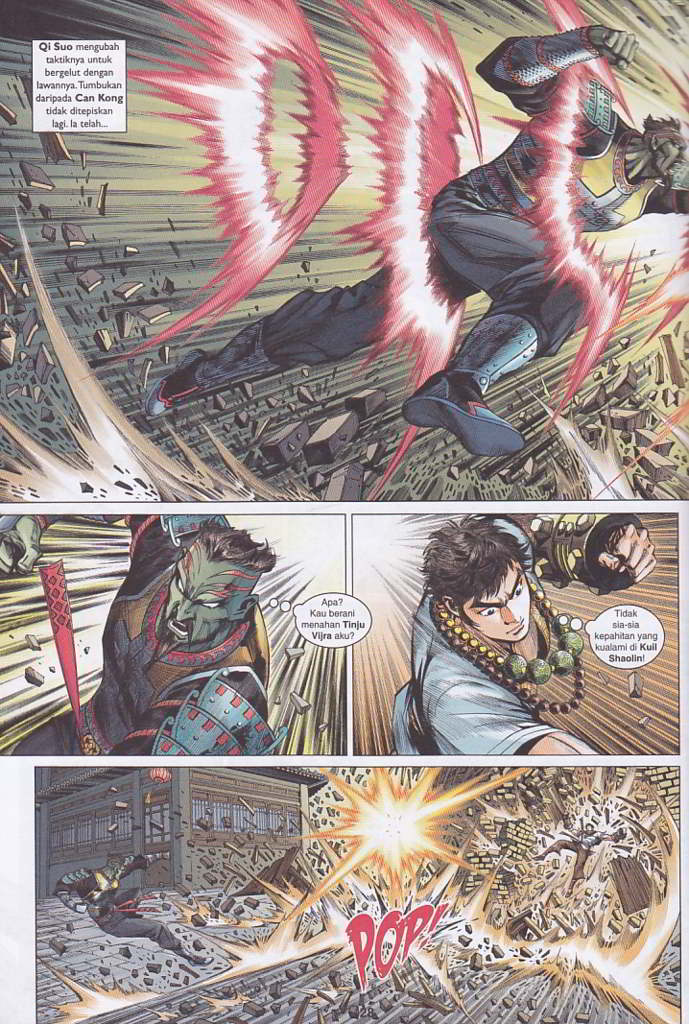 Qi Suo mengubah
taktiknya untuk
bergelut dengan
lawannya. Tumbukan
daripada Can Kong
tidak ditepiskan
lagi. Ia telah...
Apa?
Kau berani
menahan Tinju
Vijra aku?
Tidak
sia-sia
kepahitan yang
kualami di Kuil
Shaolin!
POP!
28